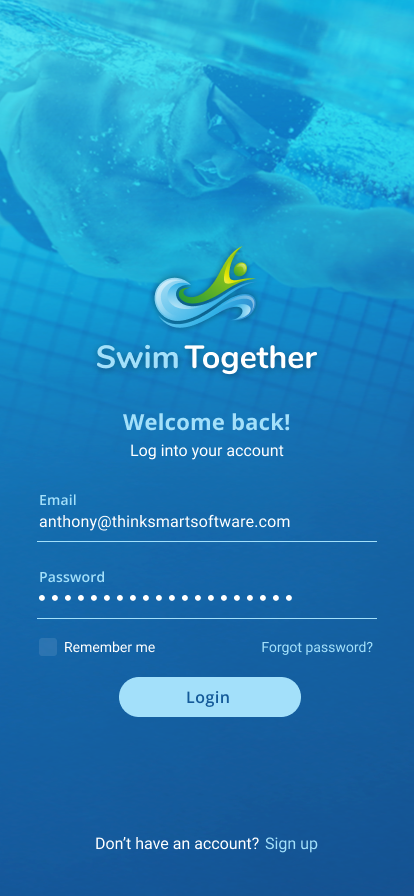 Swim Together
Welcome back!
Log into your account
Email
anthony@thinksmartsoftware.com
Password
Remember me
Forgot password?
Login
Don’t have an account? Sign up